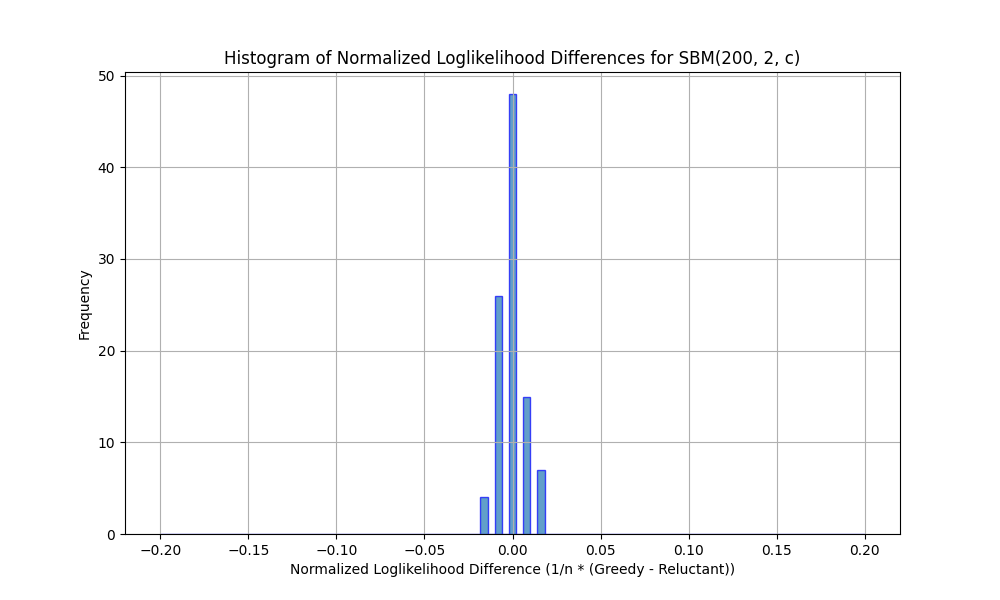 Histogram of Normalized Loglikelihood Differences for SBM(200, 2, c)
50
40
30
20
10
0
Frequency
−0.20 −0.15 −0.10 −0.05 0.00 0.05 0.10 0.15 0.20
Normalized Loglikelihood Difference (1/n * (Greedy - Reluctant))